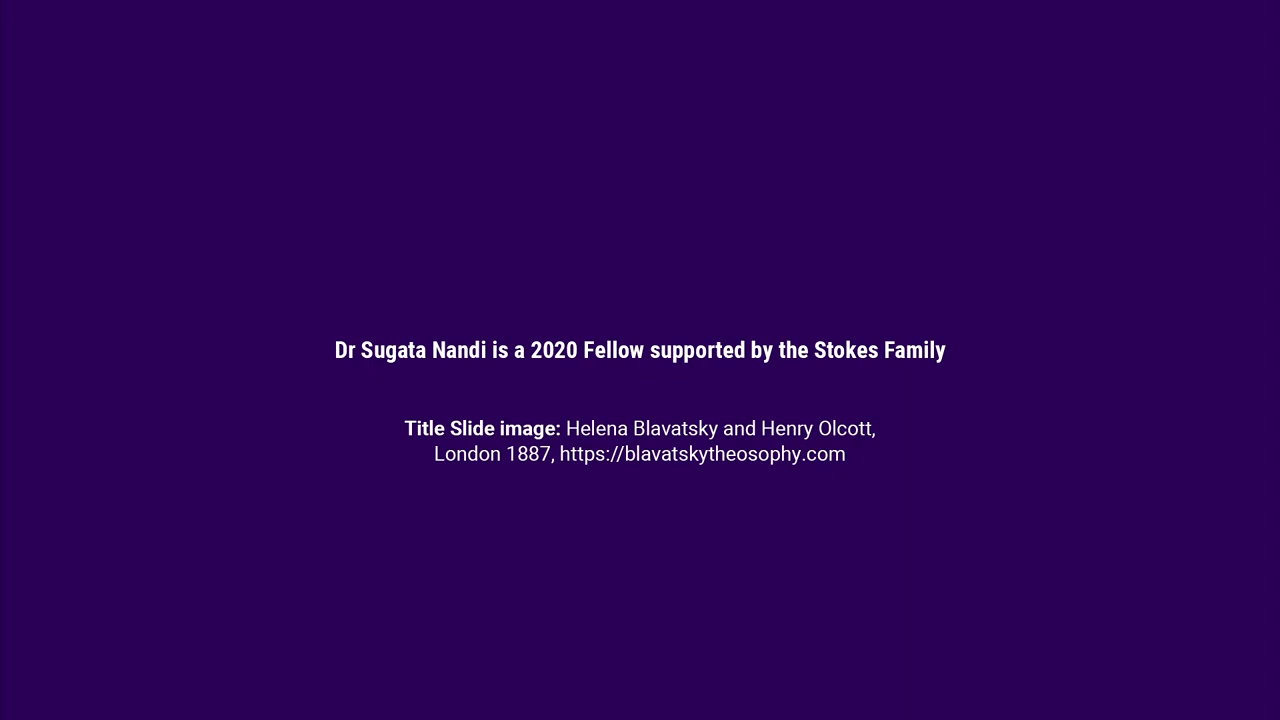 Dr Sugata Nandi is a 2020 Fellow supported by the Stokes Family
Title Slide image: Helena Blavatsky and Henry Olcott,
London 1887, https://blavatskytheosophy.com